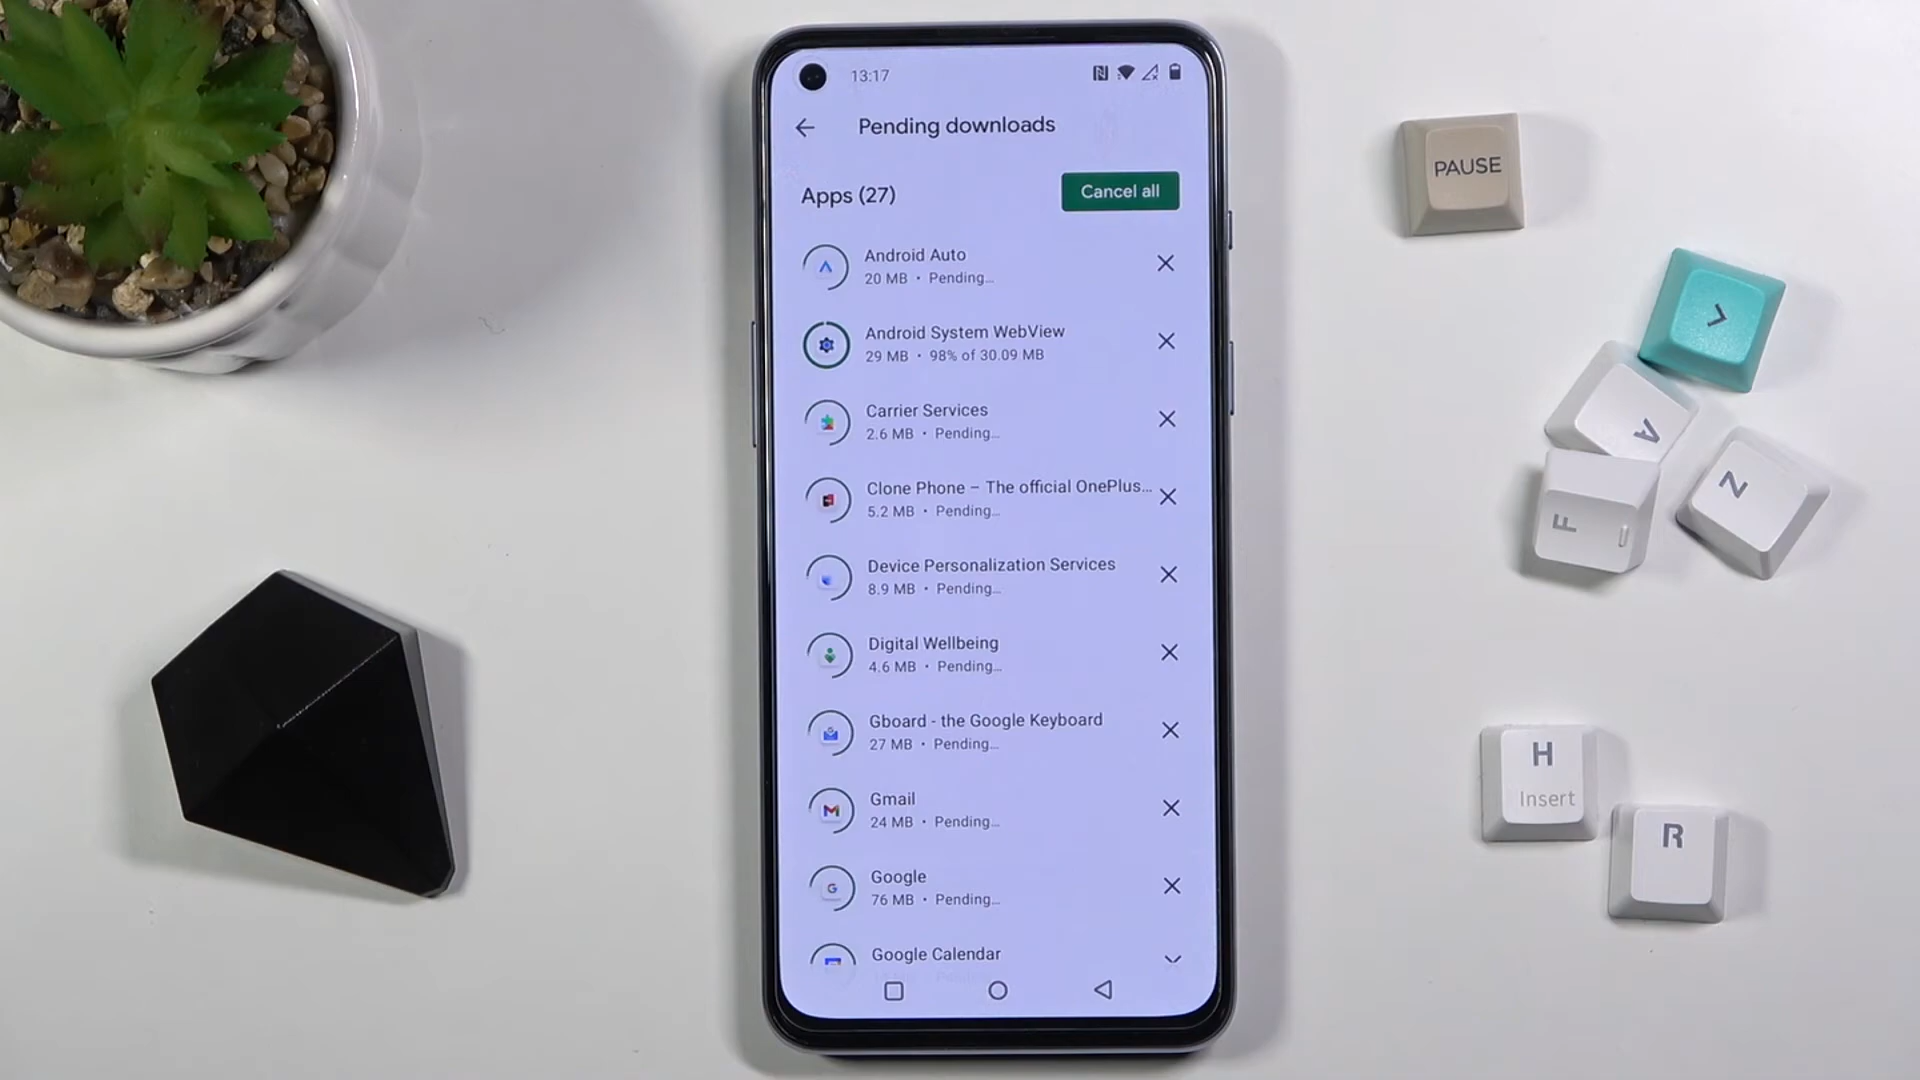 13:17
Pending downloads
Apps (27)
Cancel all
Android Auto
20 MB • Pending...
Android System WebView
29 MB • 98% of 30.09 MB
Carrier Services
2.6 MB • Pending...
Clone Phone – The official OnePlus...
5.2 MB • Pending...
Device Personalization Services
8.9 MB • Pending...
Digital Wellbeing
4.6 MB • Pending...
Gboard - the Google Keyboard
27 MB • Pending...
Gmail
24 MB • Pending...
Google
76 MB • Pending...
Google Calendar
PAUSE
A
F
Z
H
Insert
R